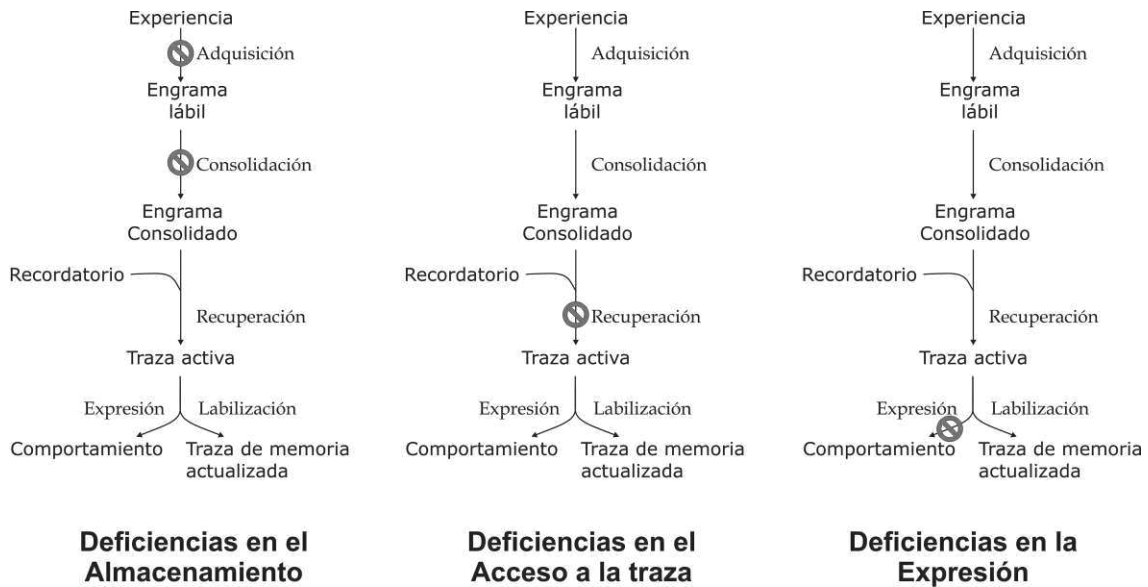 Experiencia
Adquisición
Engrama
lábil
Consolidación
Engrama
Consolidado
Recordatorio
Recuperación
Traza activa
Expresión
Labilización
Comportamiento
Traza de memoria
actualizada
Deficiencias en el
Almacenamiento
Experiencia
Adquisición
Engrama
lábil
Consolidación
Engrama
Consolidado
Recordatorio
Recuperación
Traza activa
Expresión
Labilización
Comportamiento
Traza de memoria
actualizada
Deficiencias en el
Acceso a la traza
Experiencia
Adquisición
Engrama
lábil
Consolidación
Engrama
Consolidado
Recordatorio
Recuperación
Traza activa
Expresión
Labilización
Comportamiento
Traza de memoria
actualizada
Deficiencias en la
Expresión